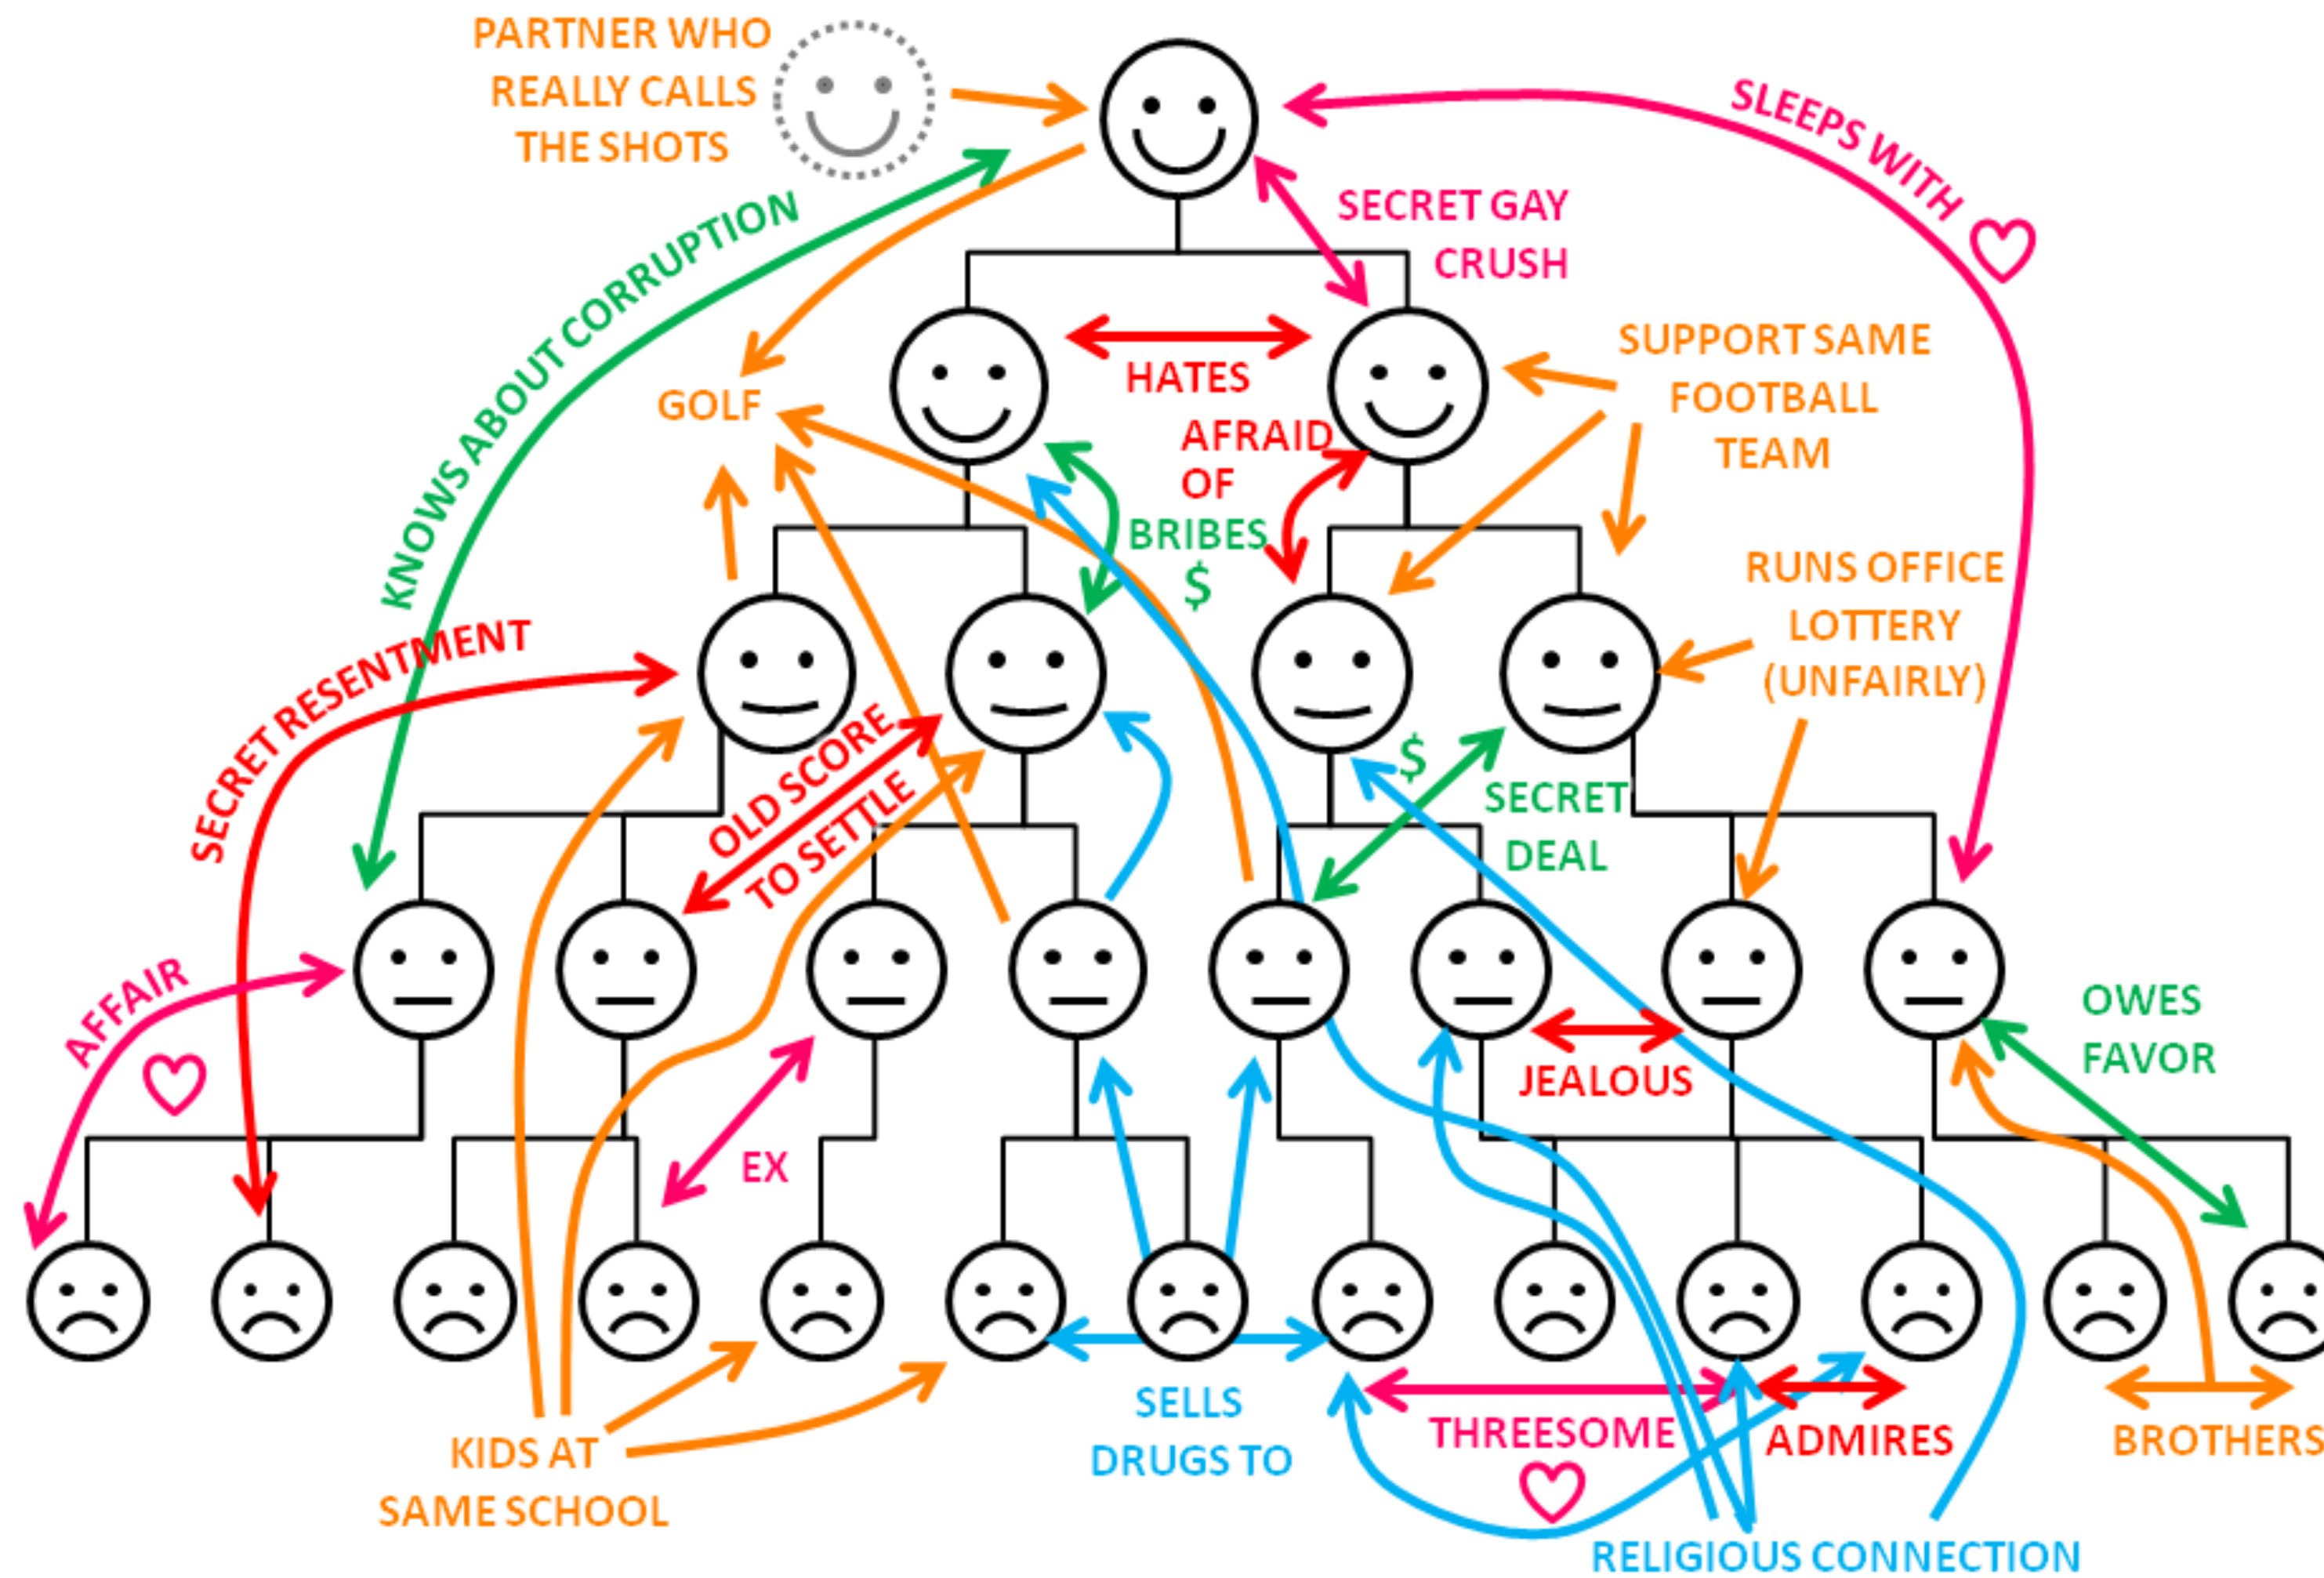 PARTNER WHO
REALLY CALLS
THE SHOTS
SLEEPS WITH
SECRET GAY
CRUSH
KNOWS ABOUT CORRUPTION
HATES
GOLF
SUPPORT SAME
FOOTBALL
TEAM
AFRAID
OF
BRIBES
$
RUNS OFFICE
LOTTERY
(UNFAIRLY)
SECRET RESENTMENT
OLD SCORE
TO SETTLE
$
SECRET
DEAL
AFFAIR
OWES
FAVOR
JEALOUS
EX
SELLS
DRUGS TO
THREESOME
ADMIRES
BROTHERS
KIDS AT
SAME SCHOOL
RELIGIOUS CONNECTION